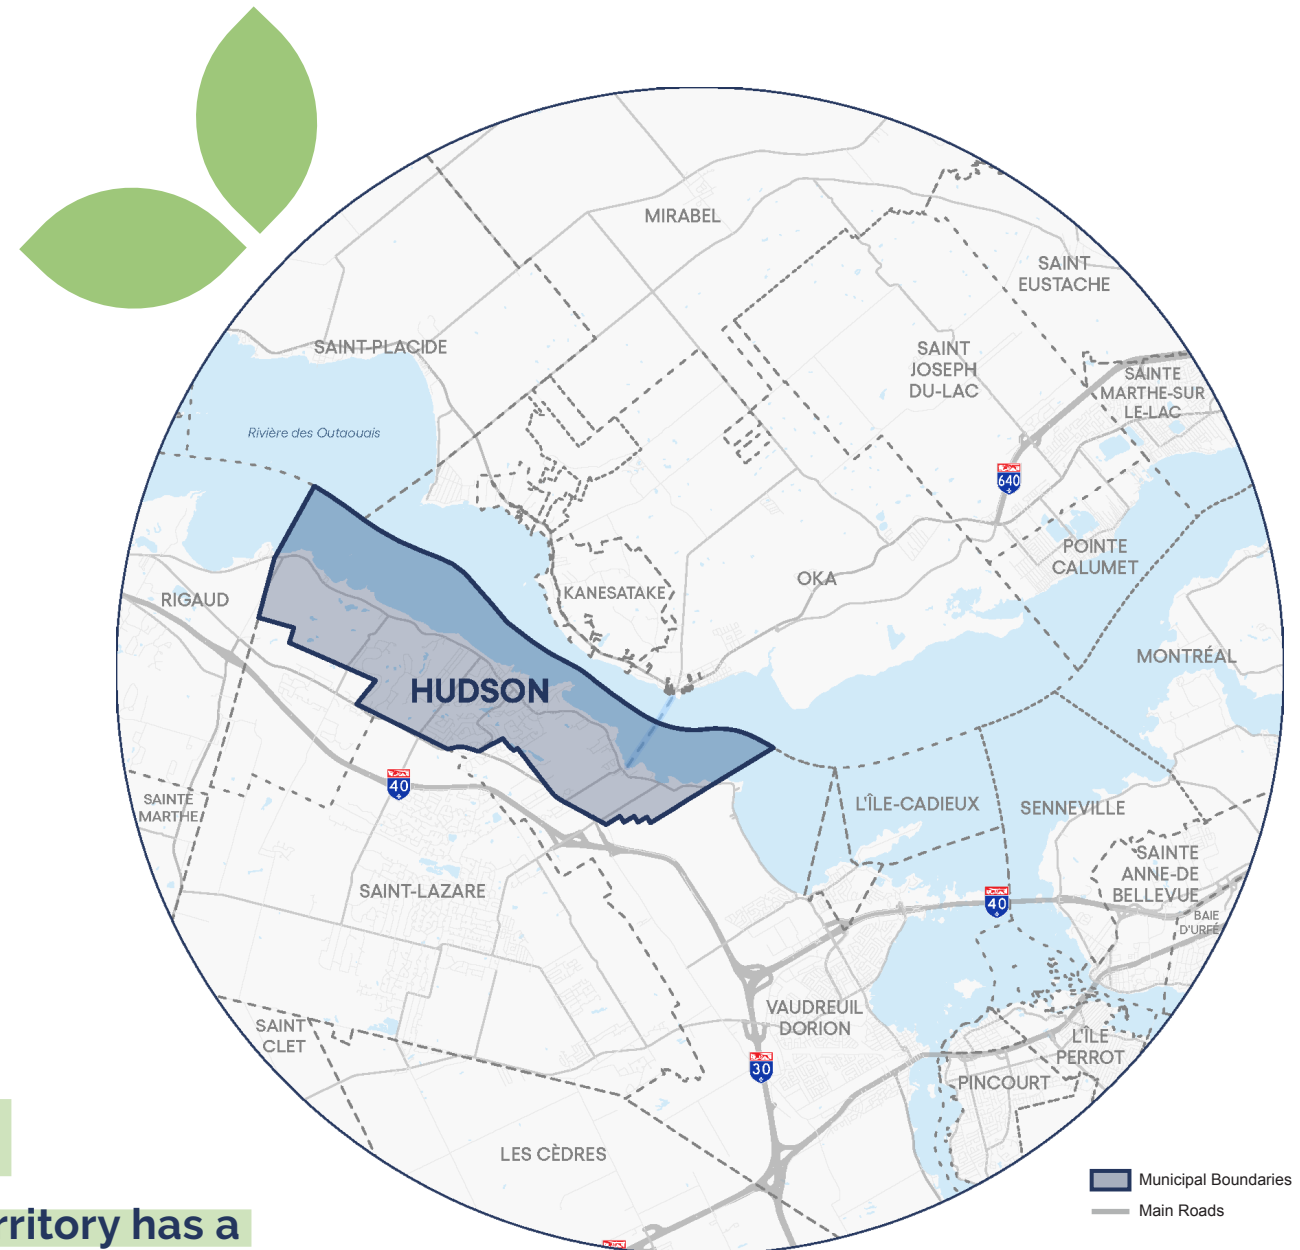 MIRABEL
SAINT
EUSTACHE
SAINT-PLACIDE
SAINT
JOSEPH
DU-LAC
SAINTE
MARTHE-SUR
LE-LAC
Rivière des Outaouais
640
POINTE
CALUMET
OKA
KANESATAKE
RIGAUD
MONTRÉAL
HUDSON
40
SAINTE
MARTHE
L'ÎLE-CADIEUX
SENNEVILLE
SAINTE
ANNE-DE
BELLEVUE
SAINT-LAZARE
40
BAIE
D'URFÉ
VAUDREUIL
DORION
SAINT
CLET
L'ÎLE
PERROT
30
PINCOURT
LES CÈDRES
Municipal Boundaries
Main Roads
rritory has a